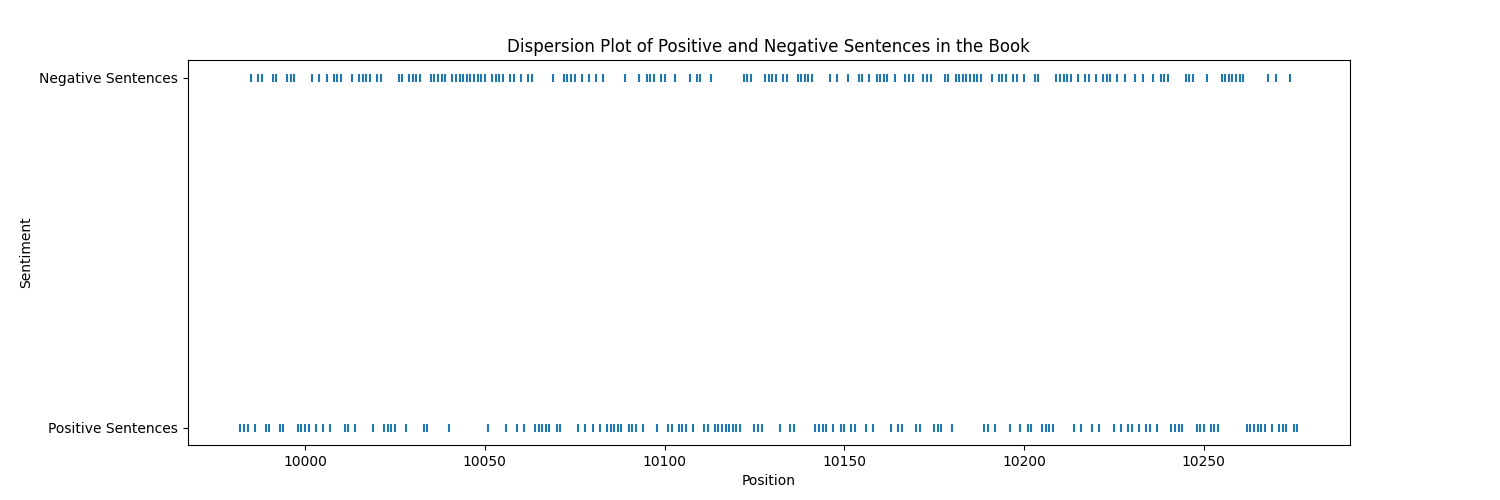 Dispersion Plot of Positive and Negative Sentences in the Book
Negative Sentences
Sentiment
Positive Sentences
10000 10050 10100 10150 10200 10250
Position